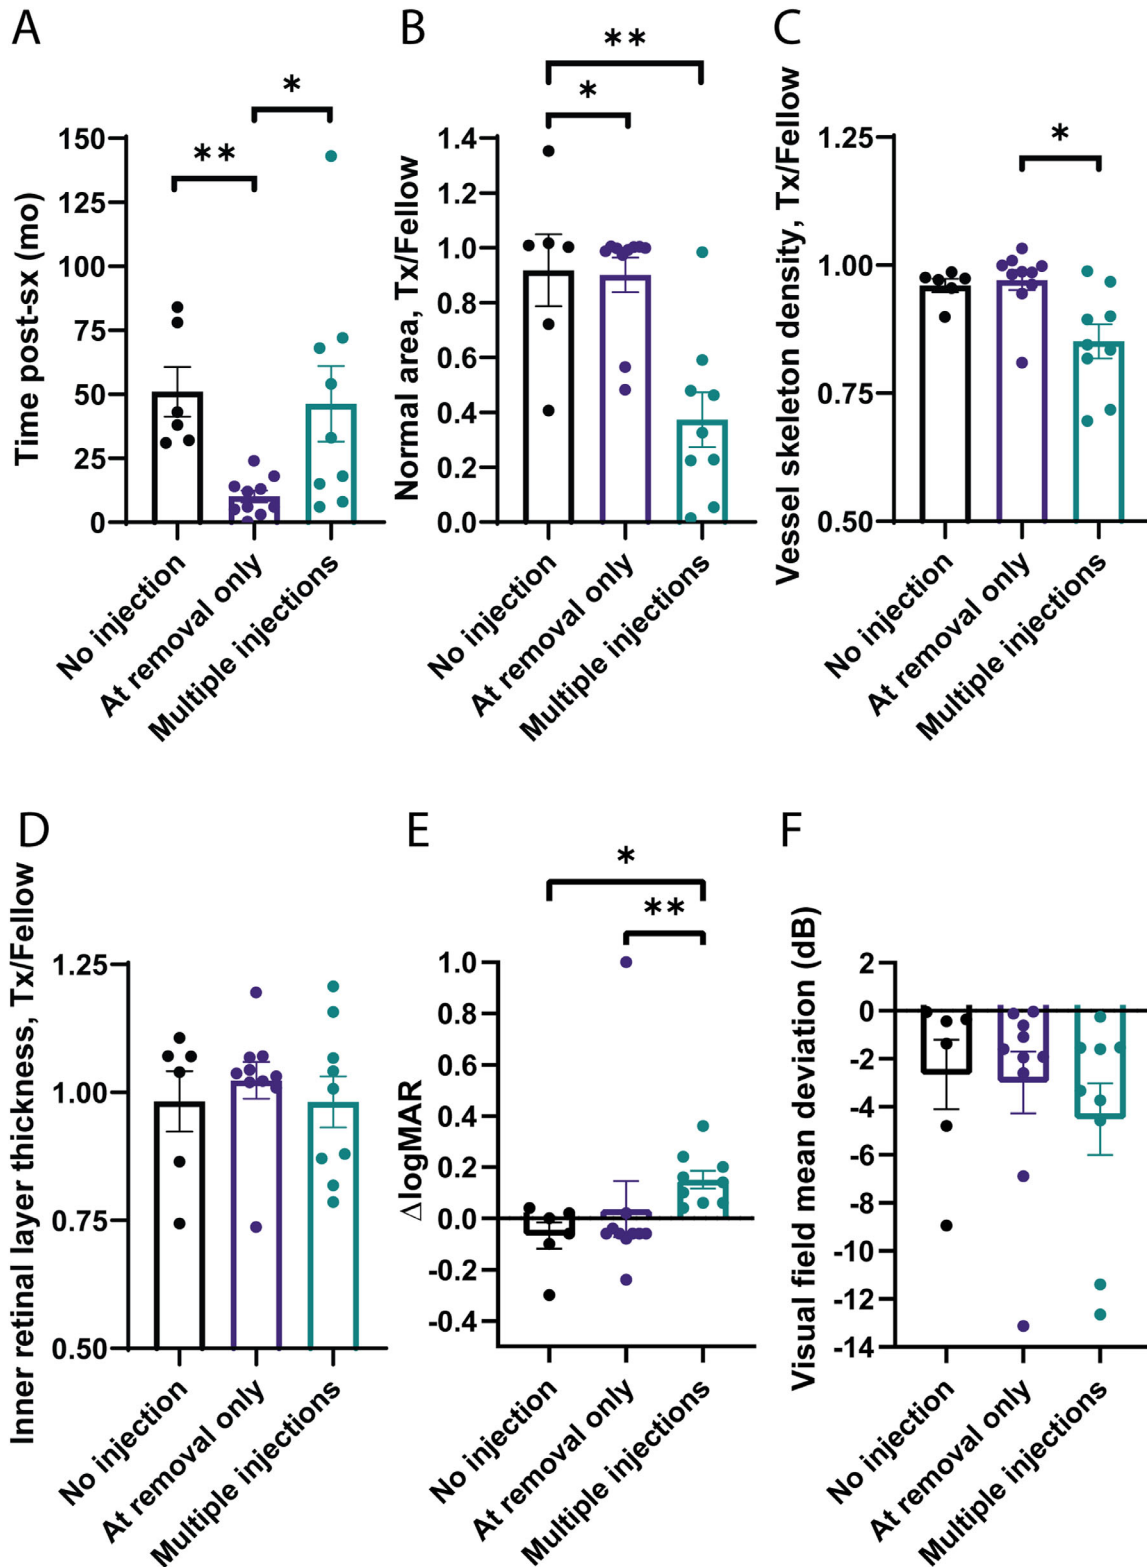 A
B
C
**
*
*
**
*
*
Time post-sx (mo)
150
125
100
75
50
25
0
No injection
At removal only
Multiple injections
Normal area, Tx/Fellow
1.4
1.2
1.0
0.8
0.6
0.4
0.2
0.0
No injection
At removal only
Multiple injections
Vessel skeleton density, Tx/Fellow
1.25
1.00
0.75
0.50
No injection
At removal only
Multiple injections
D
E
F
*
**
Inner retinal layer thickness, Tx/Fellow
1.25
1.00
0.75
0.50
No injection
At removal only
Multiple injections
ΔlogMAR
1.0
0.8
0.6
0.4
0.2
0.0
-0.2
-0.4
No injection
At removal only
Multiple injections
Visual field mean deviation (dB)
2
0
-2
-4
-6
-8
-10
-12
-14
No injection
At removal only
Multiple injections